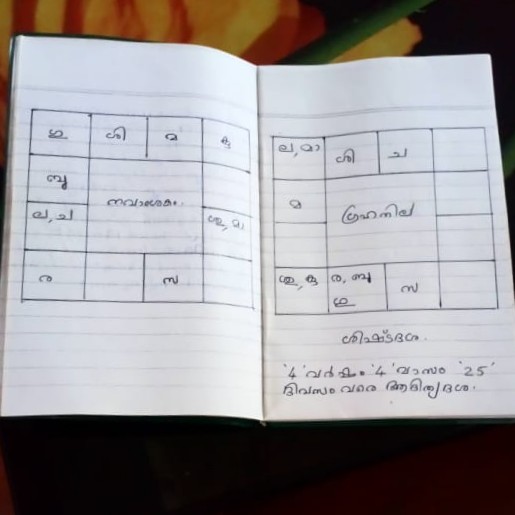 ഇ ശി മ കു
ബു
നവാംശകം.
ല, ച ശു, മാ
ര സ
ല, മാ ശി ച
മ
ഗ്രഹനില
ശു, കു ര, ബു സ
ഇ
ശിഷ്ടദശ.
'4' വർഷം '4' മാസം '25'
ദിവസം വരെ ആദിത്യദശ.